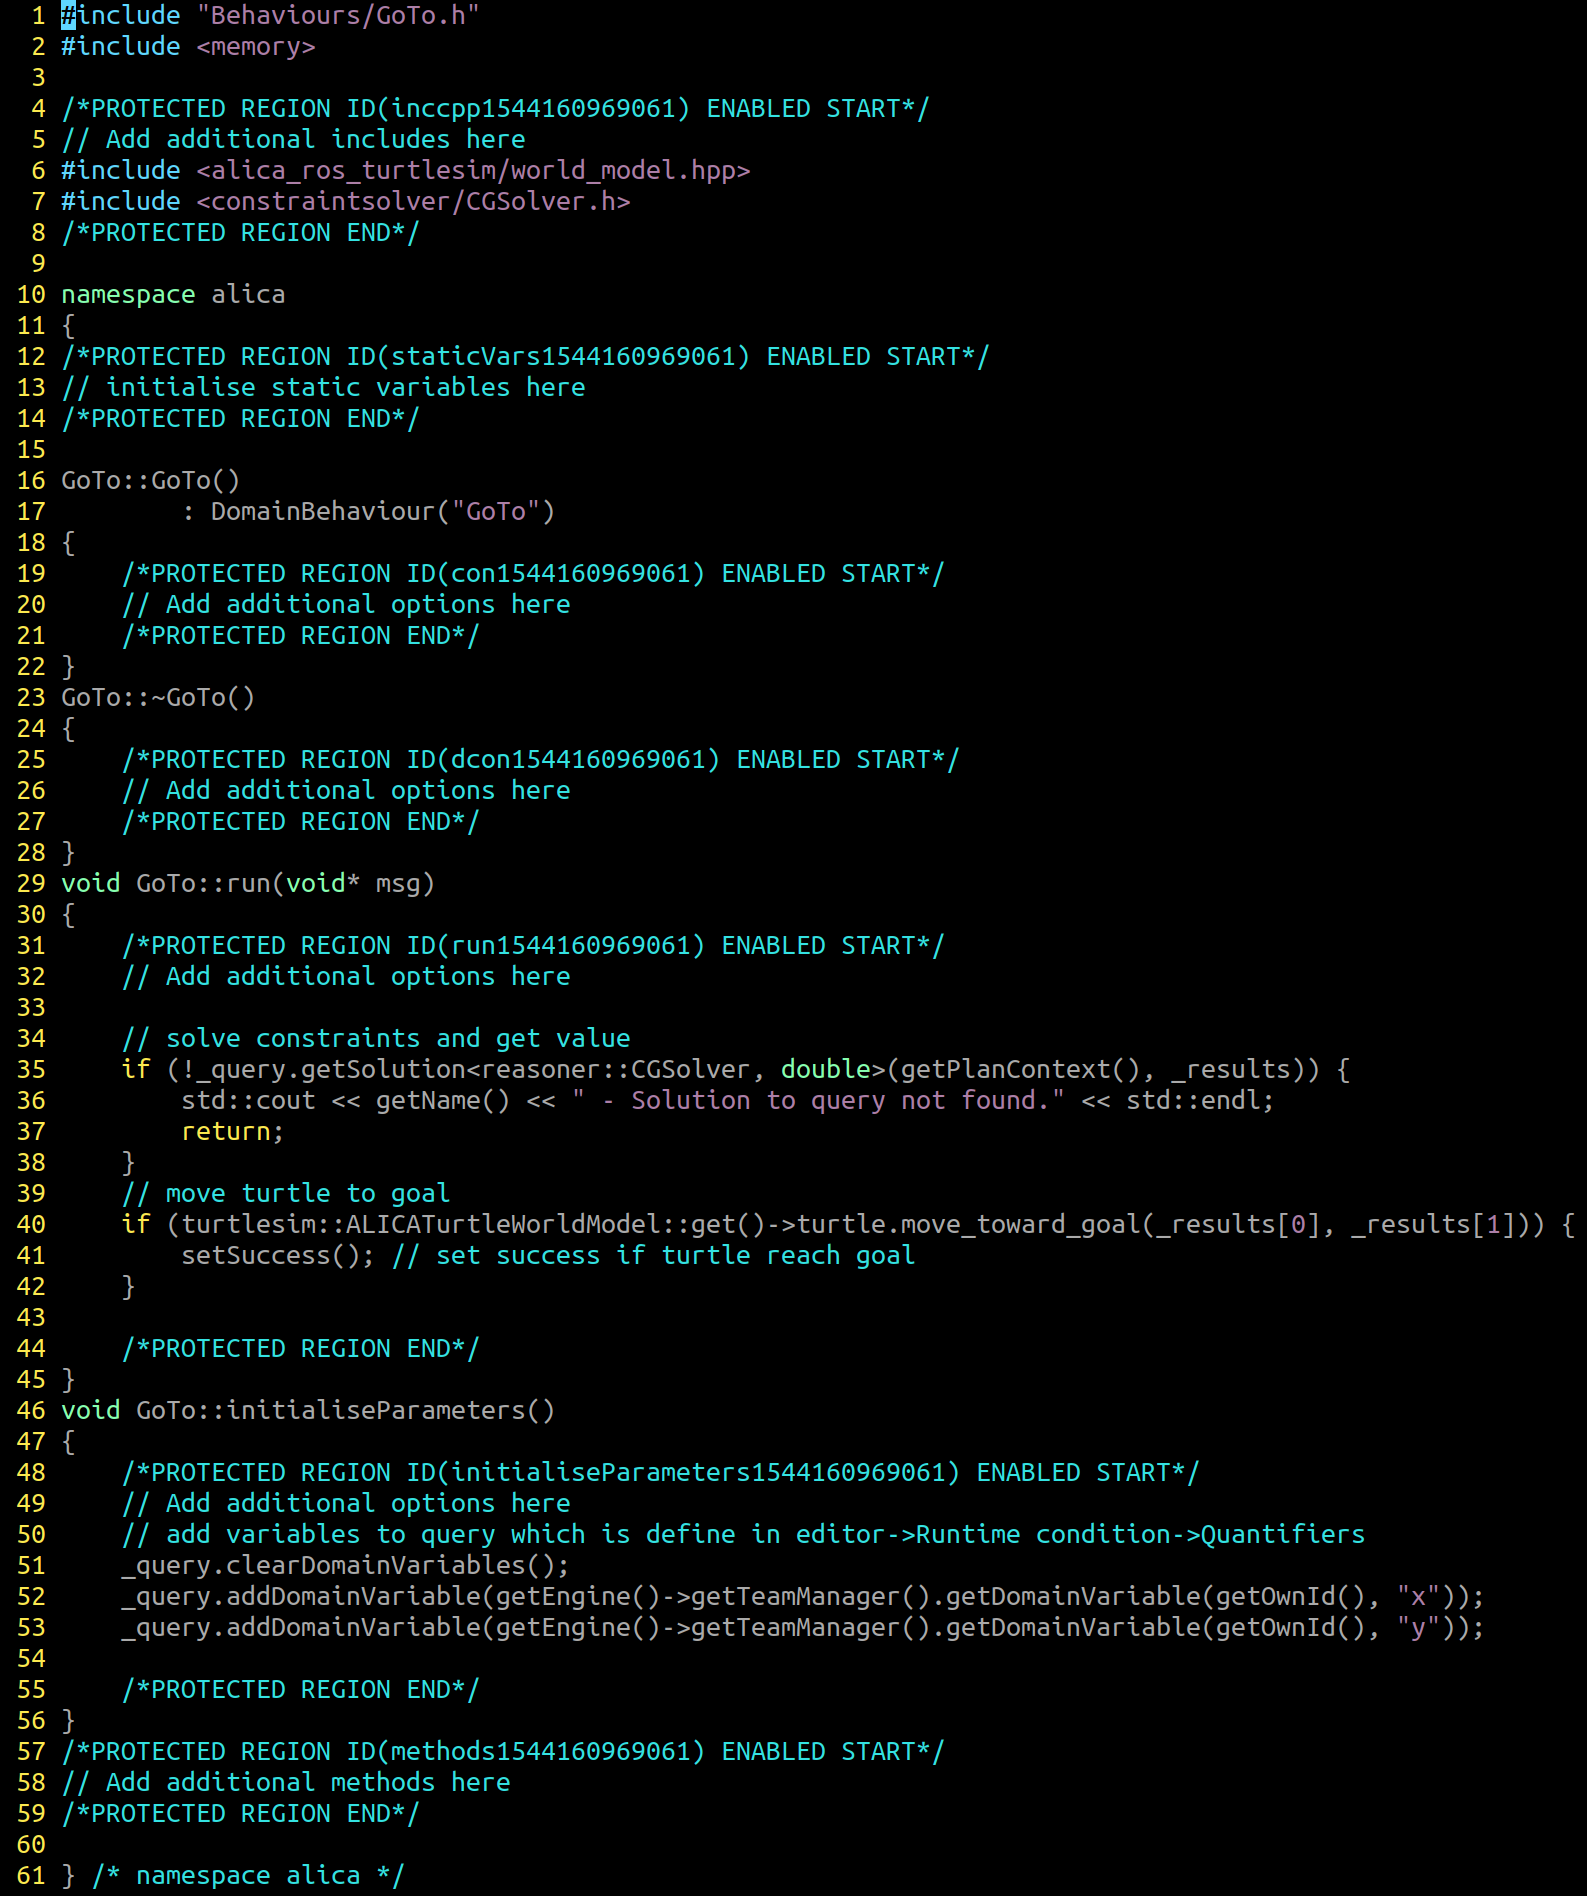 1 #include "Behaviours/GoTo.h"
2 #include <memory>
3
4 /*PROTECTED REGION ID(inccpp1544160969061) ENABLED START*/
5 // Add additional includes here
6 #include <alica_ros_turtlesim/world_model.hpp>
7 #include <constraintsolver/CGSolver.h>
8 /*PROTECTED REGION END*/
9
10 namespace alica
11 {
12 /*PROTECTED REGION ID(staticVars1544160969061) ENABLED START*/
13 // initialise static variables here
14 /*PROTECTED REGION END*/
15
16 GoTo::GoTo()
17         : DomainBehaviour("GoTo")
18 {
19     /*PROTECTED REGION ID(con1544160969061) ENABLED START*/
20     // Add additional options here
21     /*PROTECTED REGION END*/
22 }
23 GoTo::~GoTo()
24 {
25     /*PROTECTED REGION ID(dcon1544160969061) ENABLED START*/
26     // Add additional options here
27     /*PROTECTED REGION END*/
28 }
29 void GoTo::run(void* msg)
30 {
31     /*PROTECTED REGION ID(run1544160969061) ENABLED START*/
32     // Add additional options here
33
34     // solve constraints and get value
35     if (!_query.getSolution<reasoner::CGSolver, double>(getPlanContext(), _results)) {
36         std::cout << getName() << " - Solution to query not found." << std::endl;
37         return;
38     }
39     // move turtle to goal
40     if (turtlesim::ALICATurtleWorldModel::get()->turtle.move_toward_goal(_results[0], _results[1])) {
41         setSuccess(); // set success if turtle reach goal
42     }
43
44     /*PROTECTED REGION END*/
45 }
46 void GoTo::initialiseParameters()
47 {
48     /*PROTECTED REGION ID(initialiseParameters1544160969061) ENABLED START*/
49     // Add additional options here
50     // add variables to query which is define in editor->Runtime condition->Quantifiers
51     _query.clearDomainVariables();
52     _query.addDomainVariable(getEngine()->getTeamManager().getDomainVariable(getOwnId(), "x"));
53     _query.addDomainVariable(getEngine()->getTeamManager().getDomainVariable(getOwnId(), "y"));
54
55     /*PROTECTED REGION END*/
56 }
57 /*PROTECTED REGION ID(methods1544160969061) ENABLED START*/
58 // Add additional methods here
59 /*PROTECTED REGION END*/
60
61 } /* namespace alica */